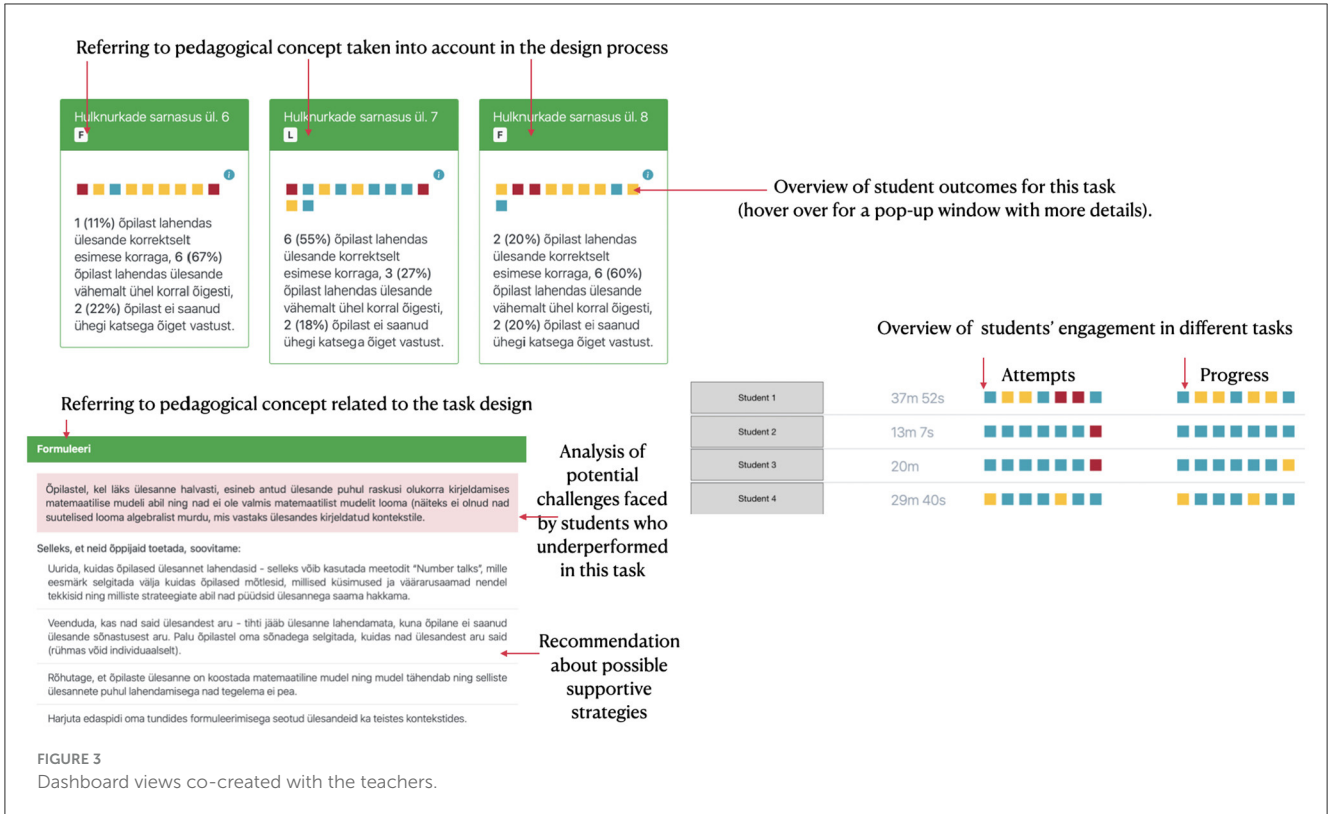 Referring to pedagogical concept taken into account in the design process
Hulknurkade sarnasus ül. 6
F
1 (11%) õpilast lahendas
ülesande korrektselt
esimese korraga, 6 (67%)
õpilast lahendas ülesande
vähemalt ühel korral õigesti,
2 (22%) õpilast ei saanud
ühegi katsega õiget vastust.
Hulknurkade sarnasus ül. 7
L
6 (55%) õpilast lahendas
ülesande korrektselt
esimese korraga, 3 (27%)
õpilast lahendas ülesande
vähemalt ühel korral õigesti,
2 (18%) õpilast ei saanud
ühegi katsega õiget vastust.
Hulknurkade sarnasus ül. 8
F
2 (20%) õpilast lahendas
ülesande korrektselt
esimese korraga, 6 (60%)
õpilast lahendas ülesande
vähemalt ühel korral õigesti,
2 (20%) õpilast ei saanud
ühegi katsega õiget vastust.
Overview of student outcomes for this task
(hover over for a pop-up window with more details).
Overview of students' engagement in different tasks
Attempts
Progress
Student 1
37m 52s
Student 2
13m 7s
Student 3
20m
Student 4
29m 40s
Referring to pedagogical concept related to the task design
Formuleeri
Õpilastel, kel läks ülesanne halvasti, esineb antud ülesande puhul raskusi olukorra kirjeldamises
matemaatilise mudeli abil ning nad ei ole valmis matemaatilist mudelit looma (näiteks ei olnud nad
suutelised looma algebralist murdu, mis vastaks ülesandes kirjeldatud kontekstile.
Selleks, et neid õppijaid toetada, soovitame:
Uurida, kuidas õpilased ülesannet lahendasid - selleks võib kasutada meetodit "Number talks", mille
eesmärk selgitada välja kuidas õpilased mõtlesid, millised küsimused ja väärarusaamad nendel
tekkisid ning milliste strateegiate abil nad püüdsid ülesannega saama hakkama.
Veenduda, kas nad said ülesandest aru - tihti jääb ülesanne lahendamata, kuna õpilane ei saanud
ülesande sõnastusest aru. Palu õpilastel oma sõnadega selgitada, kuidas nad ülesandest aru said
(rühmas võid individuaalselt).
Rõhutage, et õpilaste ülesanne on koostada matemaatiline mudel ning mudel tähendab ning selliste
ülesannete puhul lahendamisega nad tegelema ei pea.
Harjuta edaspidi oma tundides formuleerimisega seotud ülesandeid ka teistes kontekstides.
Analysis of
potential
challenges faced
by students who
underperformed
in this task
Recommendation
about possible
supportive
strategies
FIGURE 3
Dashboard views co-created with the teachers.